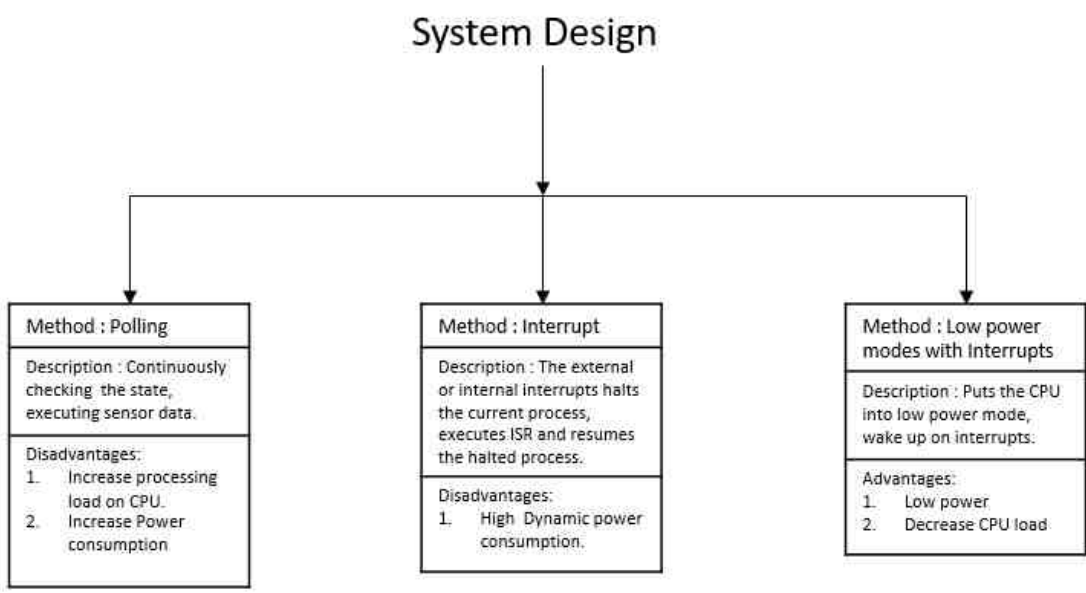 System Design
Method : Polling
Description : Continuously
checking the state,
executing sensor data.
Disadvantages:
1. Increase processing
load on CPU.
2. Increase Power
consumption
Method : Interrupt
Description : The external
or internal interrupts halts
the current process,
executes ISR and resumes
the halted process.
Disadvantages:
1. High Dynamic power
consumption.
Method : Low power
modes with Interrupts
Description : Puts the CPU
into low power mode,
wake up on interrupts.
Advantages:
1. Low power
2. Decrease CPU load